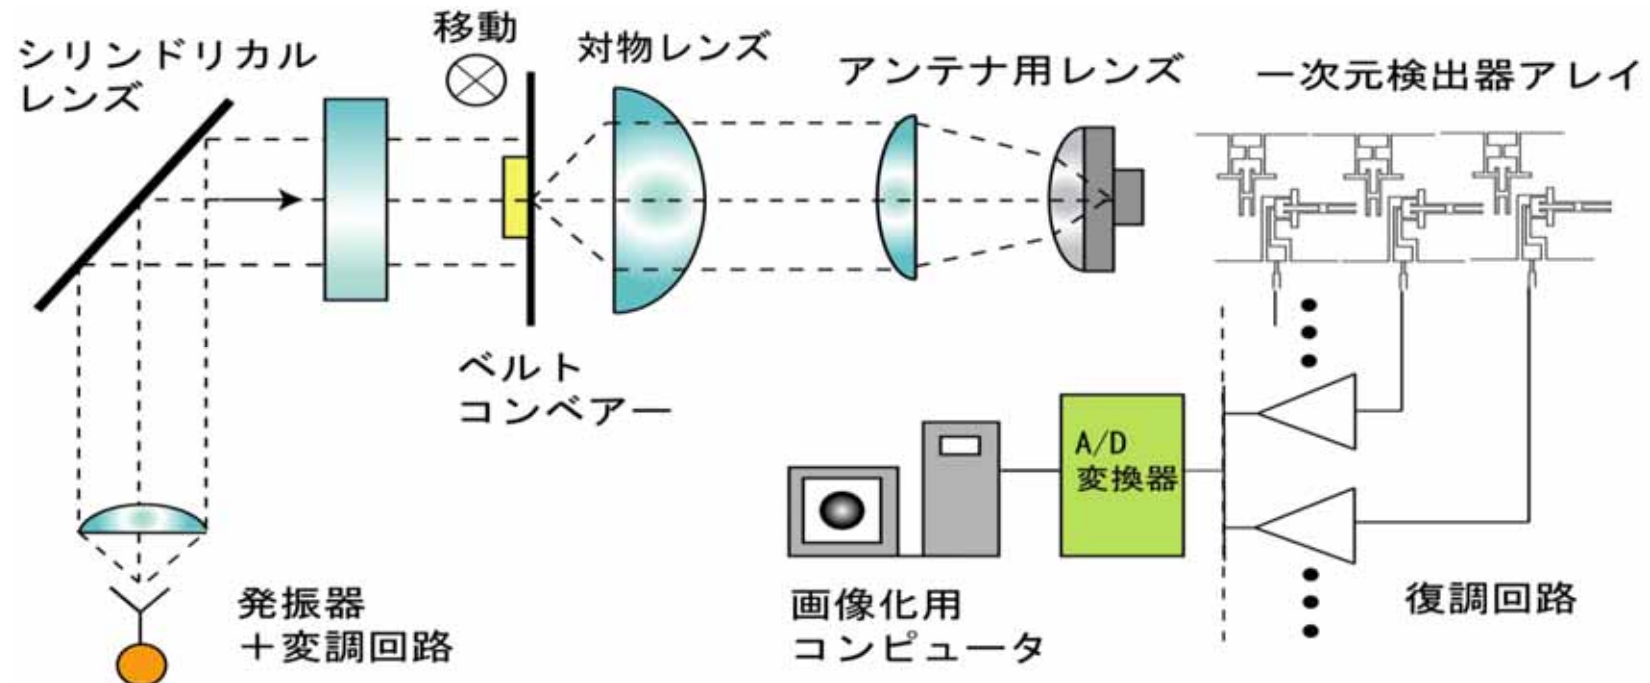 移動
シリンドリカル
レンズ
対物レンズ
アンテナ用レンズ
一次元検出器アレイ
ベルト
コンベアー
A/D
変換器
発振器
＋変調回路
画像化用
コンピュータ
復調回路